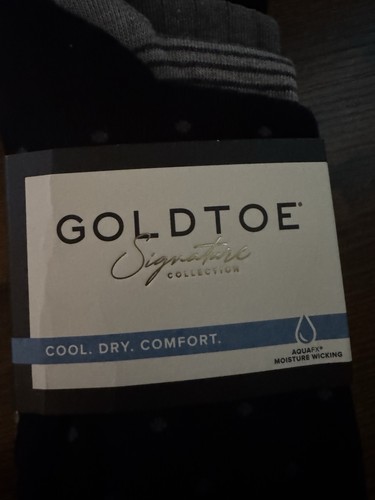 GOLDTOE®
Signature
COLLECTION
COOL. DRY. COMFORT.
AQUAFX®
MOISTURE WICKING